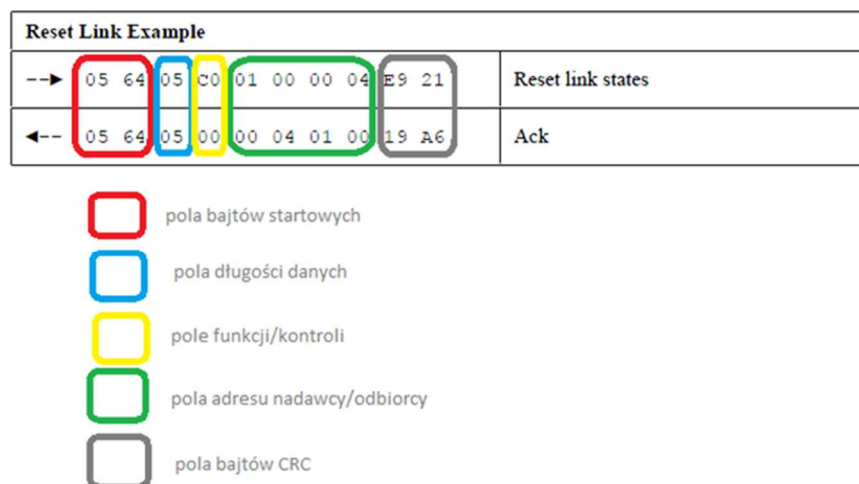 Reset Link Example
--► 05 64 05 C0 01 00 00 04 E9 21 Reset link states
◄-- 05 64 05 00 00 04 01 00 19 A6 Ack
pola bajtów startowych
pola długości danych
pole funkcji/kontroli
pola adresu nadawcy/odbiorcy
pola bajtów CRC